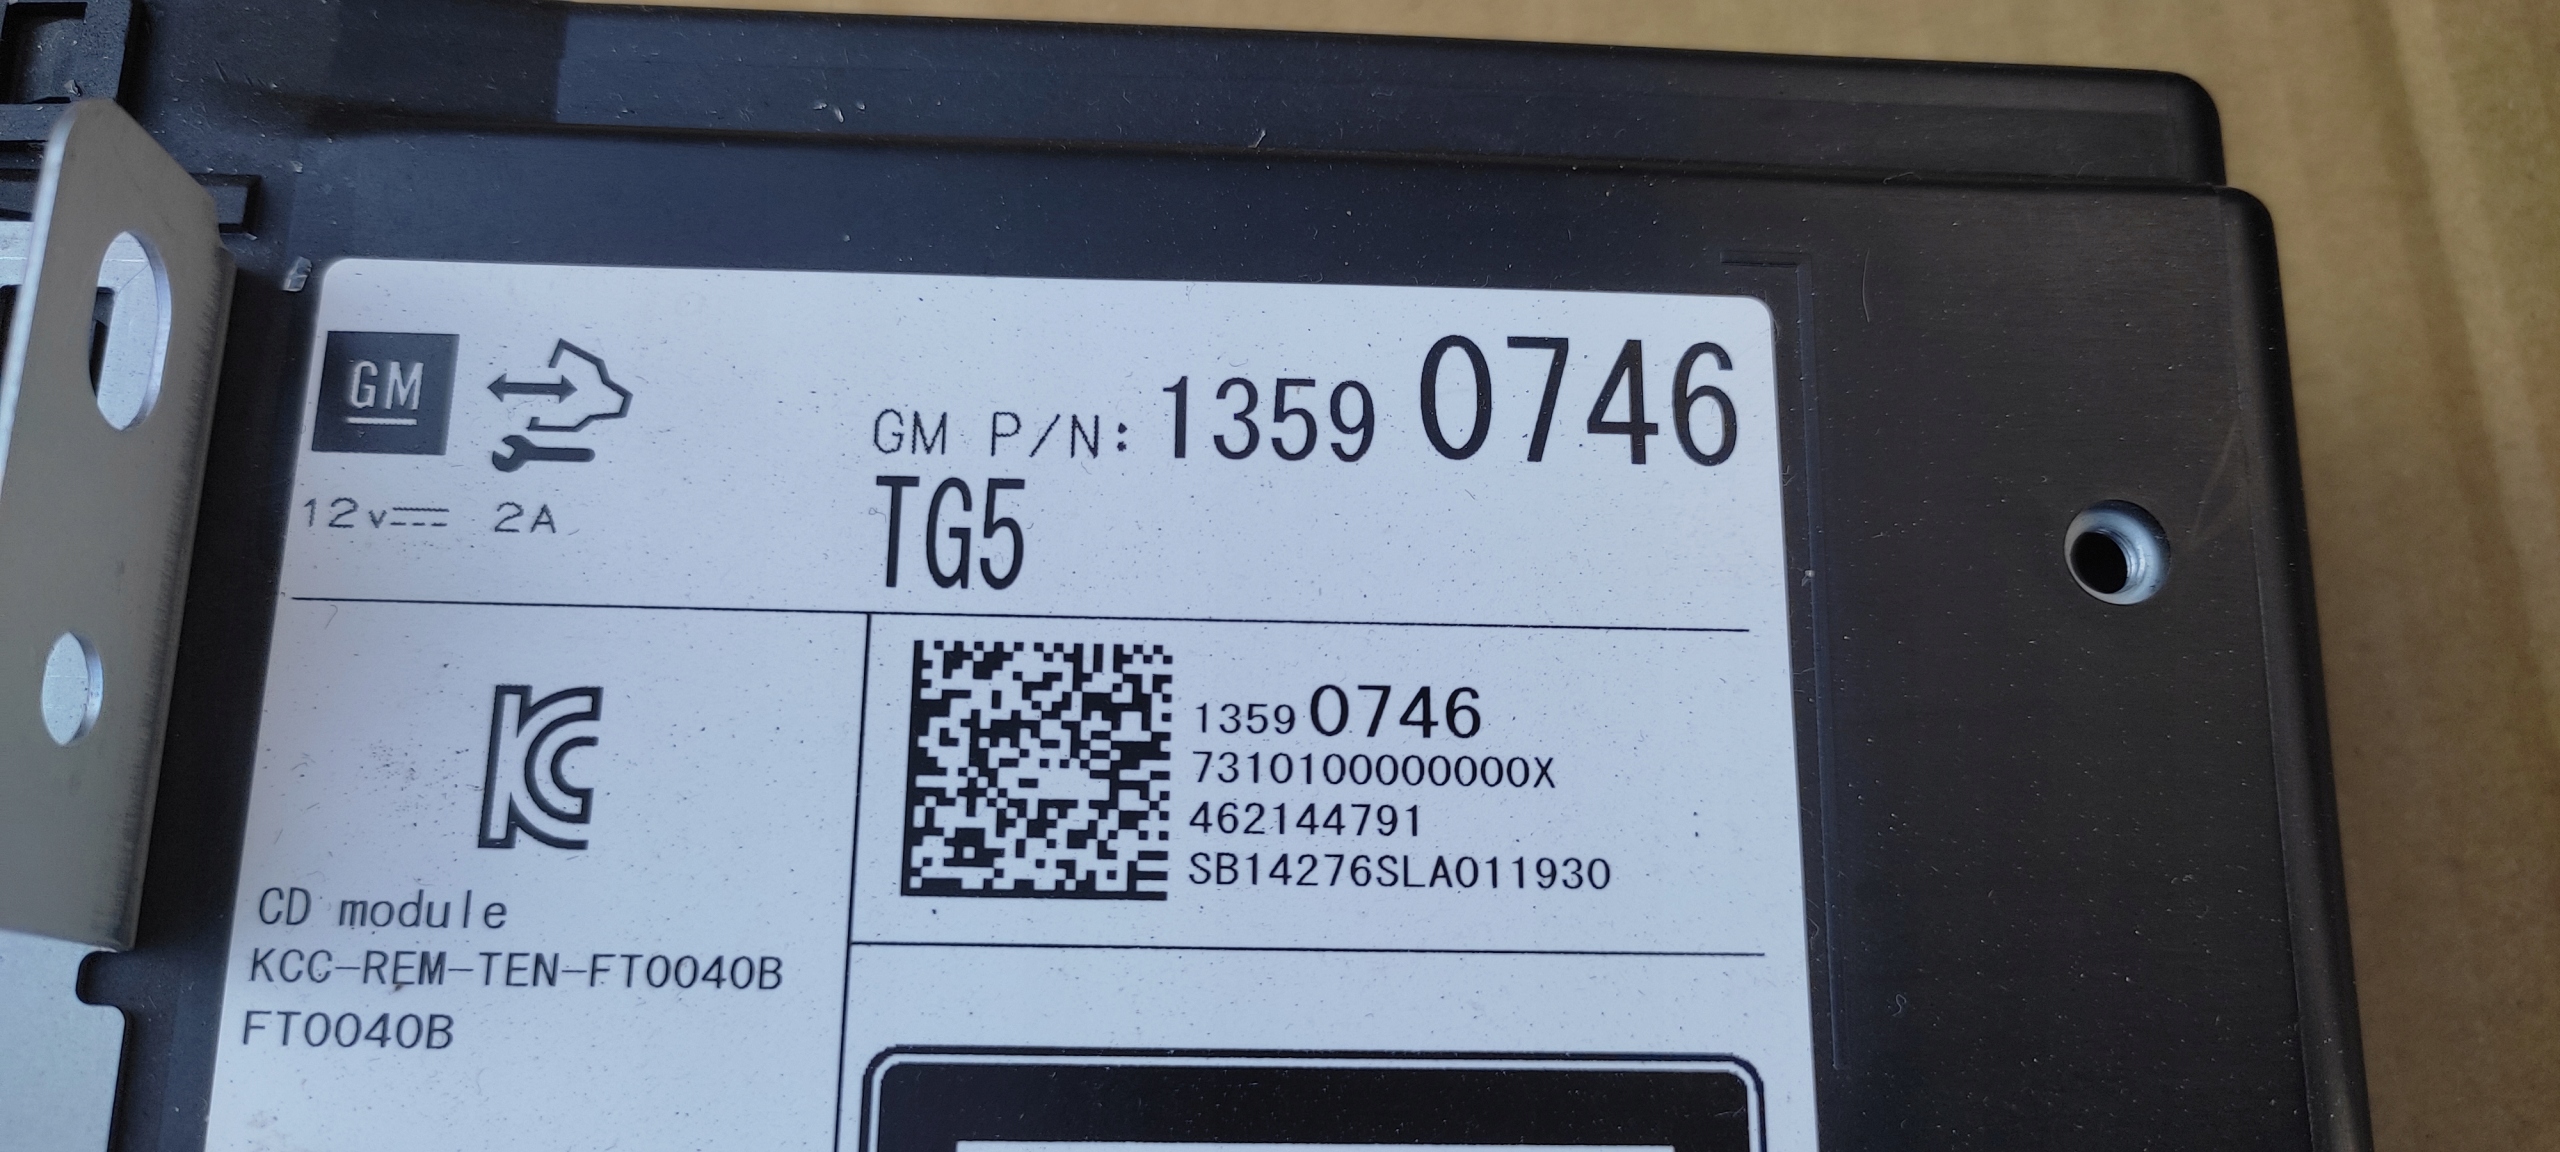 GM
GM P/N: 1359 0746
TG5
12V 2A
1359 0746
7310100000000X
462144791
SB14276SLA011930
CD module
KCC-REM-TEN-FT0040B
FT0040B